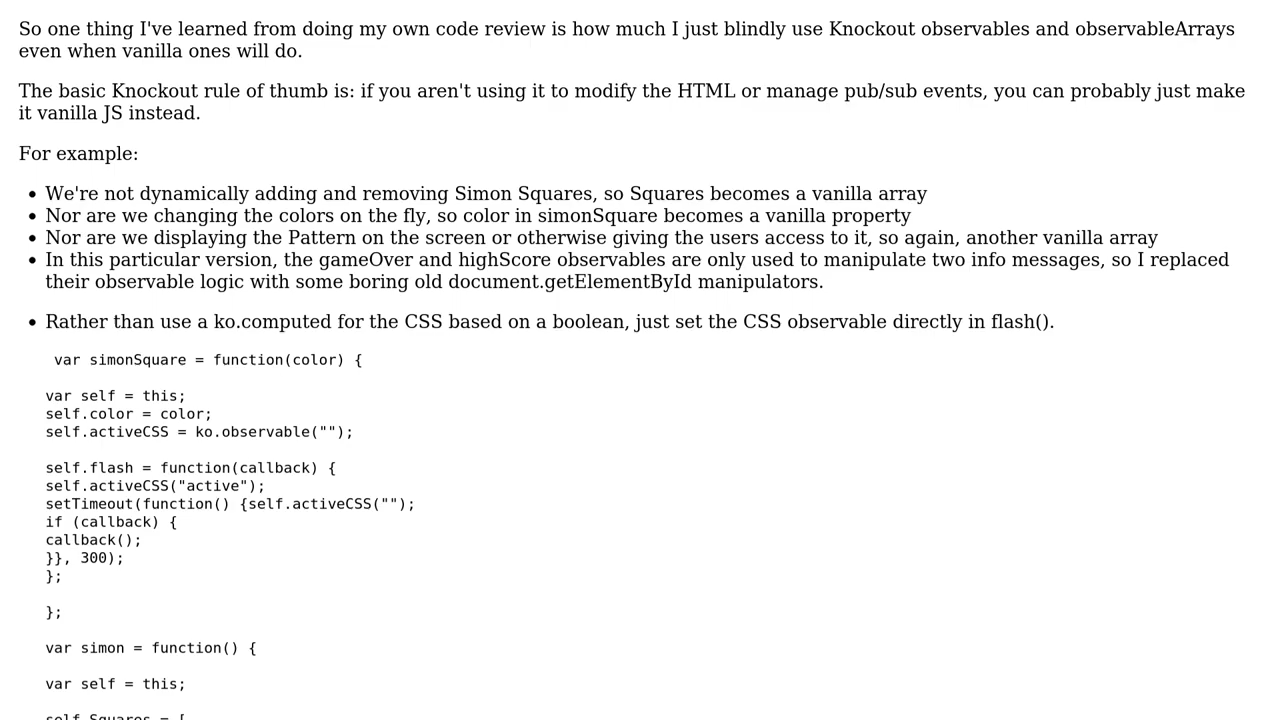 So one thing I've learned from doing my own code review is how much I just blindly use Knockout observables and observableArrays
even when vanilla ones will do.
The basic Knockout rule of thumb is: if you aren't using it to modify the HTML or manage pub/sub events, you can probably just make
it vanilla JS instead.
For example:
• We're not dynamically adding and removing Simon Squares, so Squares becomes a vanilla array
• Nor are we changing the colors on the fly, so color in simonSquare becomes a vanilla property
• Nor are we displaying the Pattern on the screen or otherwise giving the users access to it, so again, another vanilla array
• In this particular version, the gameOver and highScore observables are only used to manipulate two info messages, so I replaced
their observable logic with some boring old document.getElementById manipulators.
• Rather than use a ko.computed for the CSS based on a boolean, just set the CSS observable directly in flash().
var simonSquare = function(color) {
var self = this;
self.color = color;
self.activeCSS = ko.observable("");
self.flash = function(callback) {
self.activeCSS("active");
setTimeout(function() {self.activeCSS("");
if (callback) {
callback();
}}, 300);
};
};
var simon = function() {
var self = this;
self.Squares = [